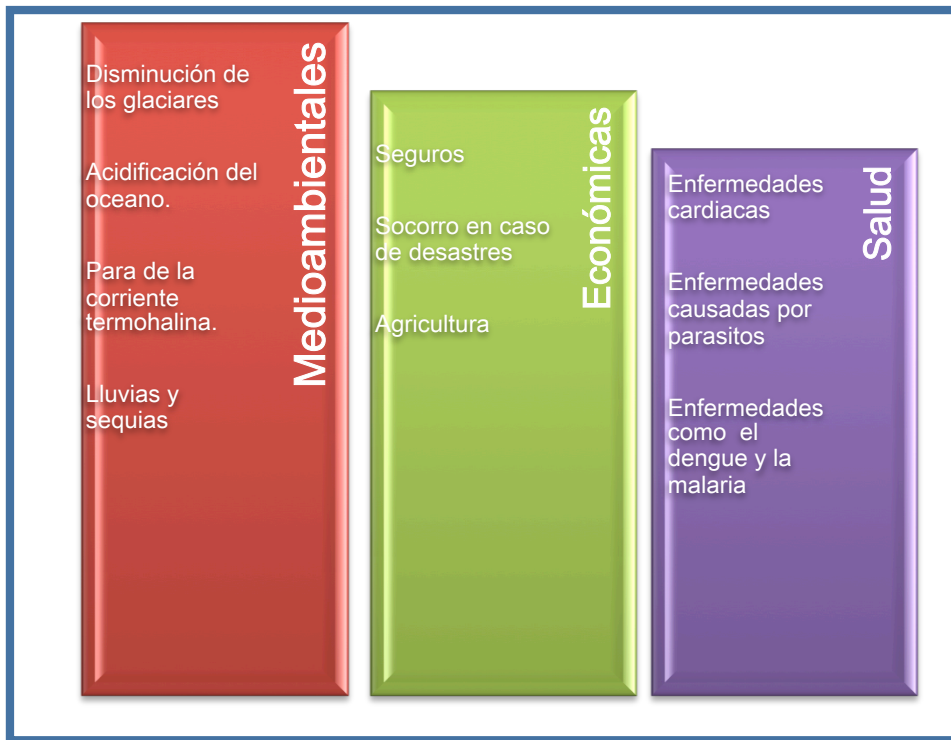 Medioambientales
Disminución de
los glaciares
Acidificación del
oceano.
Para de la
corriente
termohalina.
Lluvias y
sequias
Económicas
Seguros
Socorro en caso
de desastres
Agricultura
Salud
Enfermedades
cardiacas
Enfermedades
causadas por
parasitos
Enfermedades
como el
dengue y la
malaria